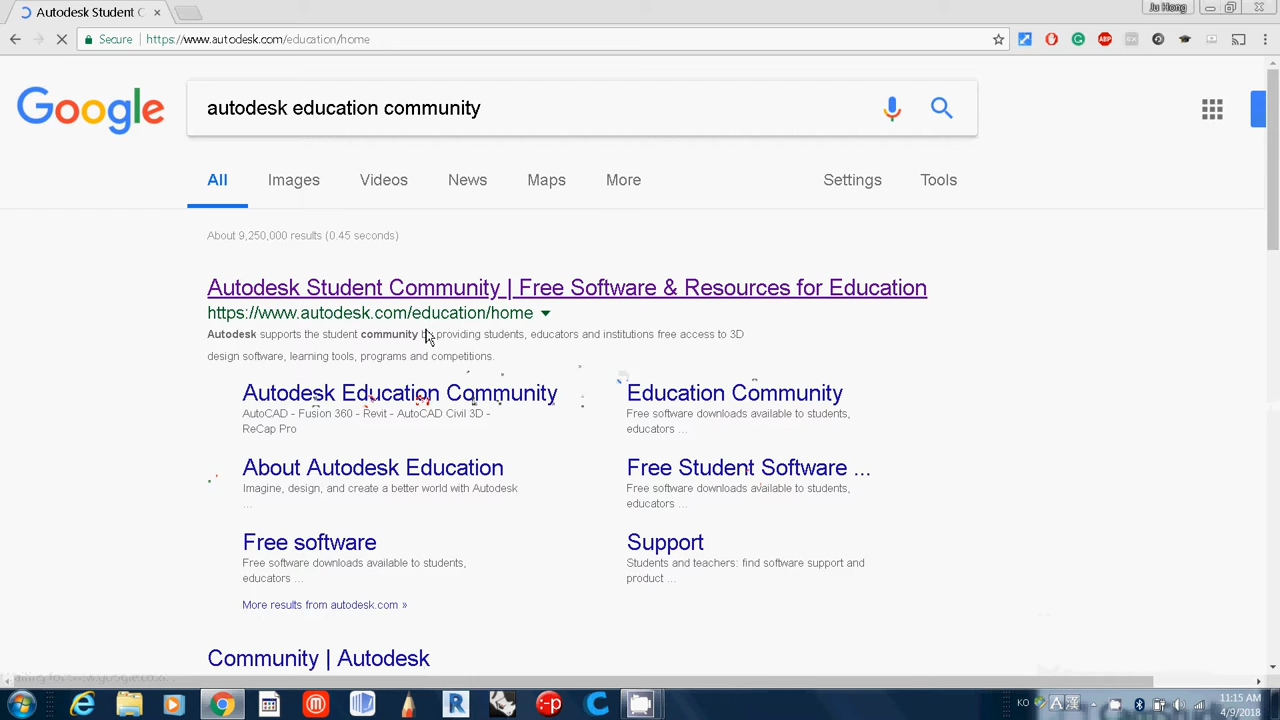 Autodesk Student C
Ju Hong
Secure
https://www.autodesk.com/education/home
ABP
Google
autodesk education community
All
Images
Videos
News
Maps
More
Settings
Tools
About 9,250,000 results (0.45 seconds)
Autodesk Student Community | Free Software & Resources for Education
https://www.autodesk.com/education/home
Autodesk supports the student community by providing students, educators and institutions free access to 3D
design software, learning tools, programs and competitions.
Autodesk Education Community
AutoCAD - Fusion 360 - Revit - AutoCAD Civil 3D -
ReCap Pro
Education Community
Free software downloads available to students,
educators ...
About Autodesk Education
Imagine, design, and create a better world with Autodesk
...
Free Student Software ...
Free software downloads available to students,
educators ...
Free software
Free software downloads available to students,
educators ...
Support
Students and teachers: find software support and
product ...
More results from autodesk.com »
Community | Autodesk
KO
A 漢
11:15 AM
4/9/2018